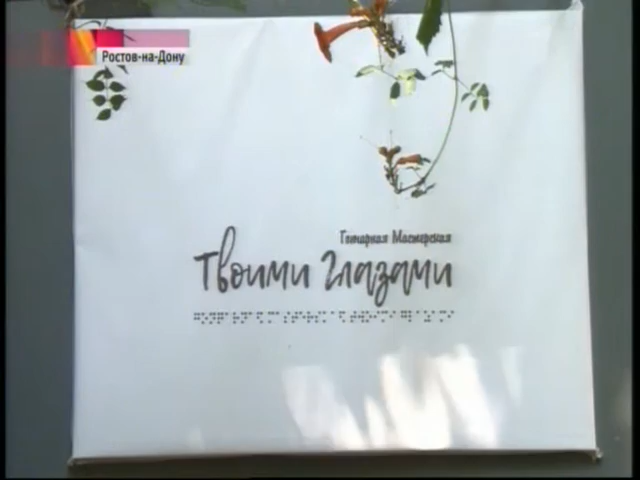 Ростов-на-Дону
Гончарная Мастерская
Твоими глазами